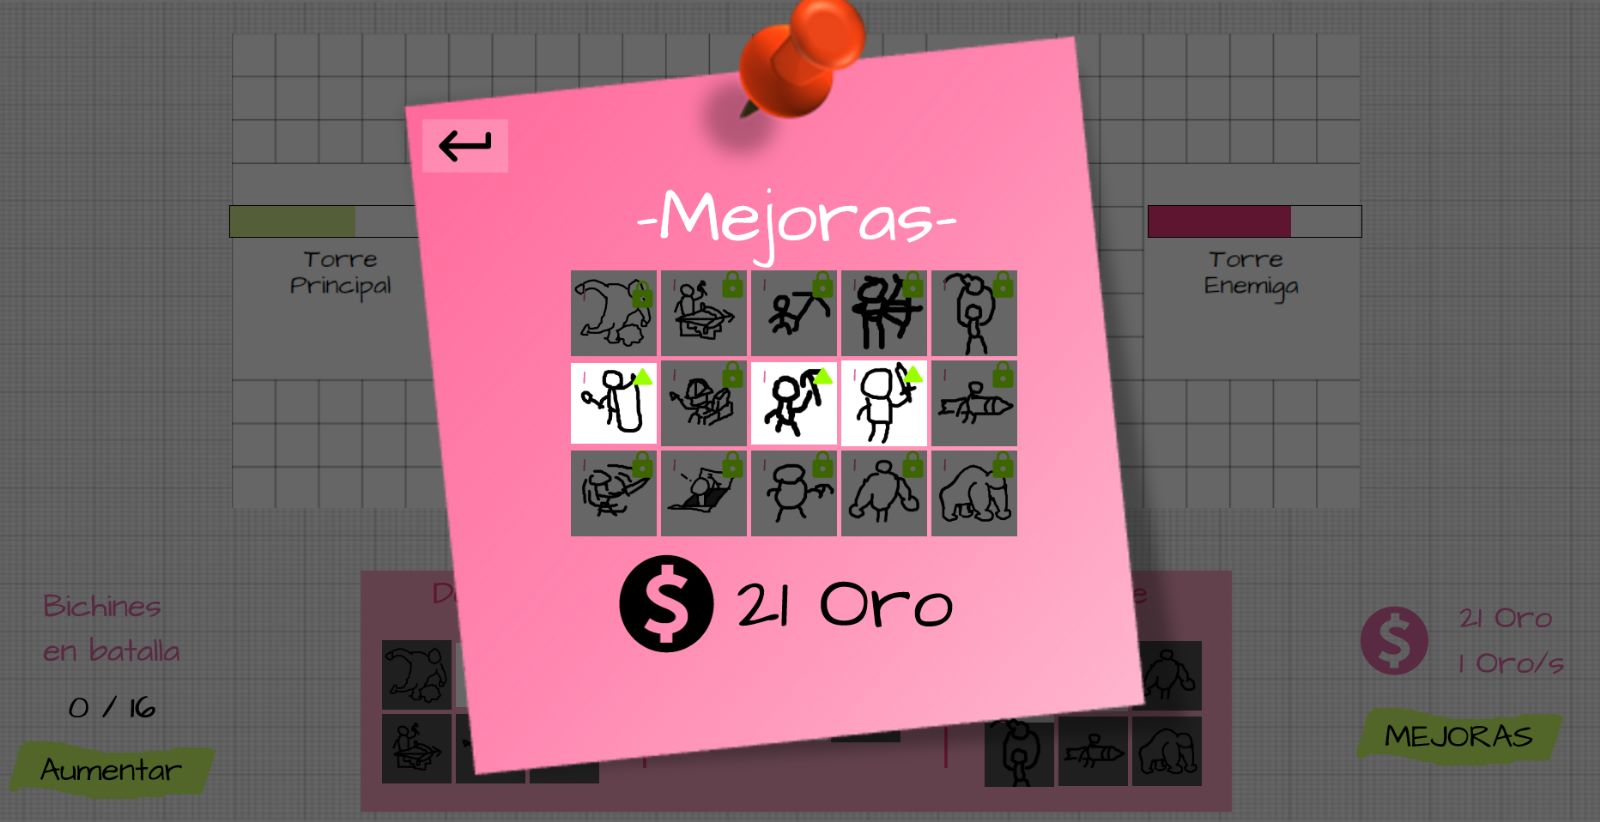 -Mejoras-
Torre
Principal
Torre
Enemiga
$ 21 Oro
Bichines
en batalla
0 / 16
Aumentar
$ 21 Oro
1 Oro/s
MEJORAS